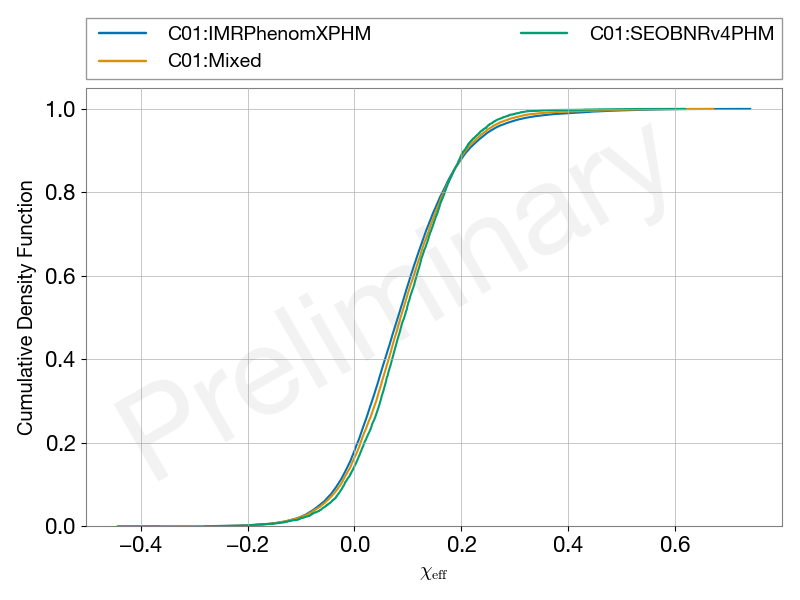 C01:IMRPhenomXPHM
C01:Mixed
C01:SEOBNRv4PHM
Cumulative Density Function
1.0
0.8
0.6
0.4
0.2
0.0
Preliminary
−0.4 −0.2 0.0 0.2 0.4 0.6
χeff